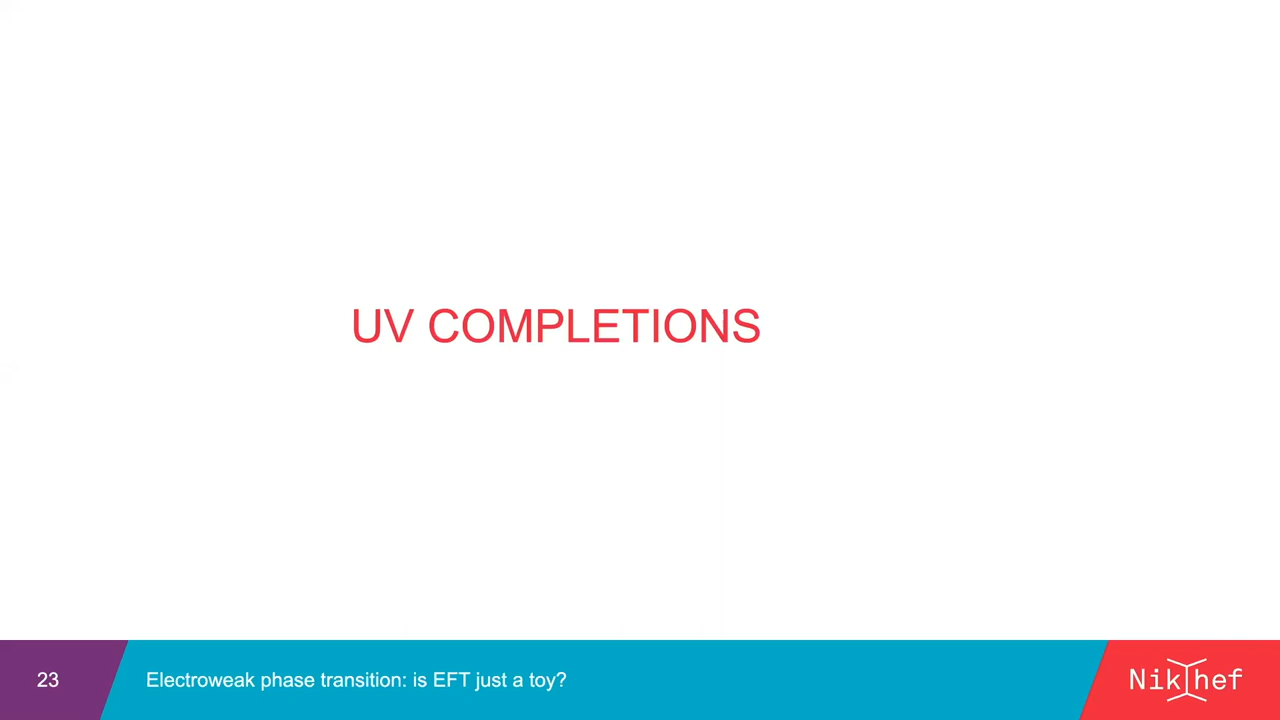 UV COMPLETIONS
23
Electroweak phase transition: is EFT just a toy?
Nikhef